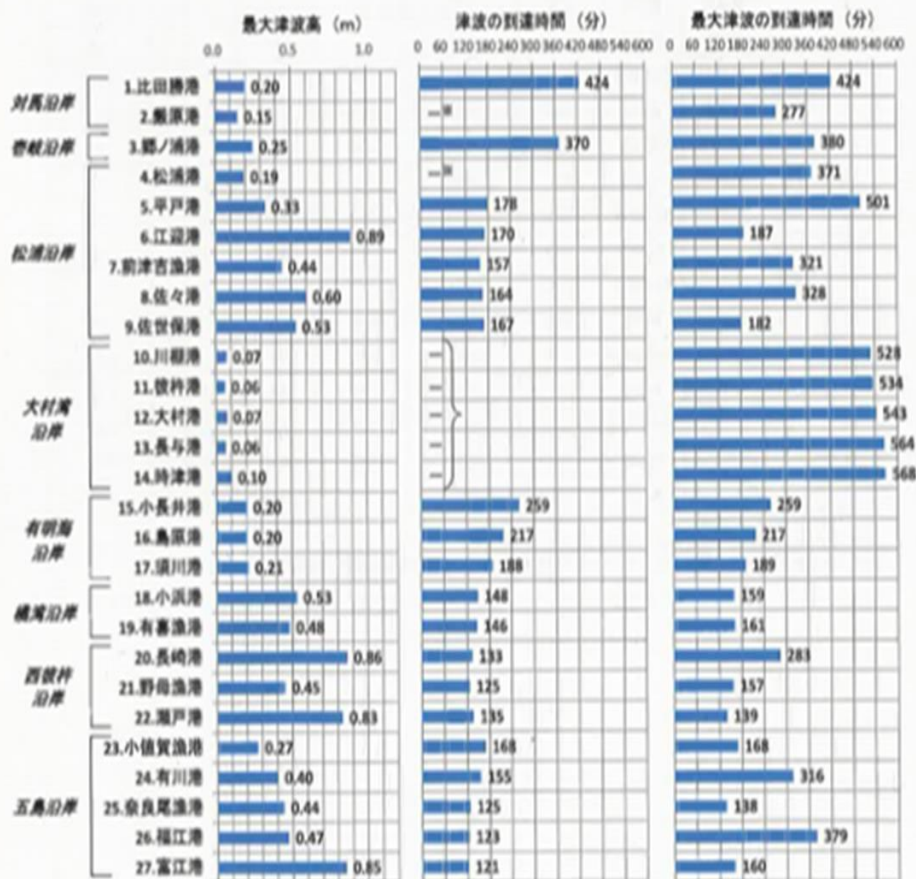 最大津波高（m）　津波の到達時間（分）　最大津波の到達時間（分）
0.0 0.5 1.0　0 60 120 180 240 300 360 420 480 540 600　0 60 120 180 240 300 360 420 480 540 600
対馬沿岸
1.比田勝港 0.20 424 424
2.厳原港 0.15 －※ 277
壱岐沿岸
3.郷ノ浦港 0.25 370 380
松浦沿岸
4.松浦港 0.19 －※ 371
5.平戸港 0.33 178 501
6.江迎港 0.89 170 187
7.前津吉漁港 0.44 157 321
8.佐々港 0.60 164 328
9.佐世保港 0.53 167 182
大村湾
沿岸
10.川棚港 0.07 － 528
11.彼杵港 0.06 － 534
12.大村港 0.07 － 543
13.長与港 0.06 － 564
14.時津港 0.10 － 568
有明海
沿岸
15.小長井港 0.20 259 259
16.島原港 0.20 217 217
17.須川港 0.21 188 189
橘湾沿岸
18.小浜港 0.53 148 159
19.有喜漁港 0.48 146 161
西彼杵
沿岸
20.長崎港 0.86 133 283
21.野母漁港 0.45 125 157
22.瀬戸港 0.83 135 139
五島沿岸
23.小値賀漁港 0.27 168 168
24.有川港 0.40 155 316
25.奈良尾漁港 0.44 125 138
26.福江港 0.47 123 379
27.富江港 0.85 121 160